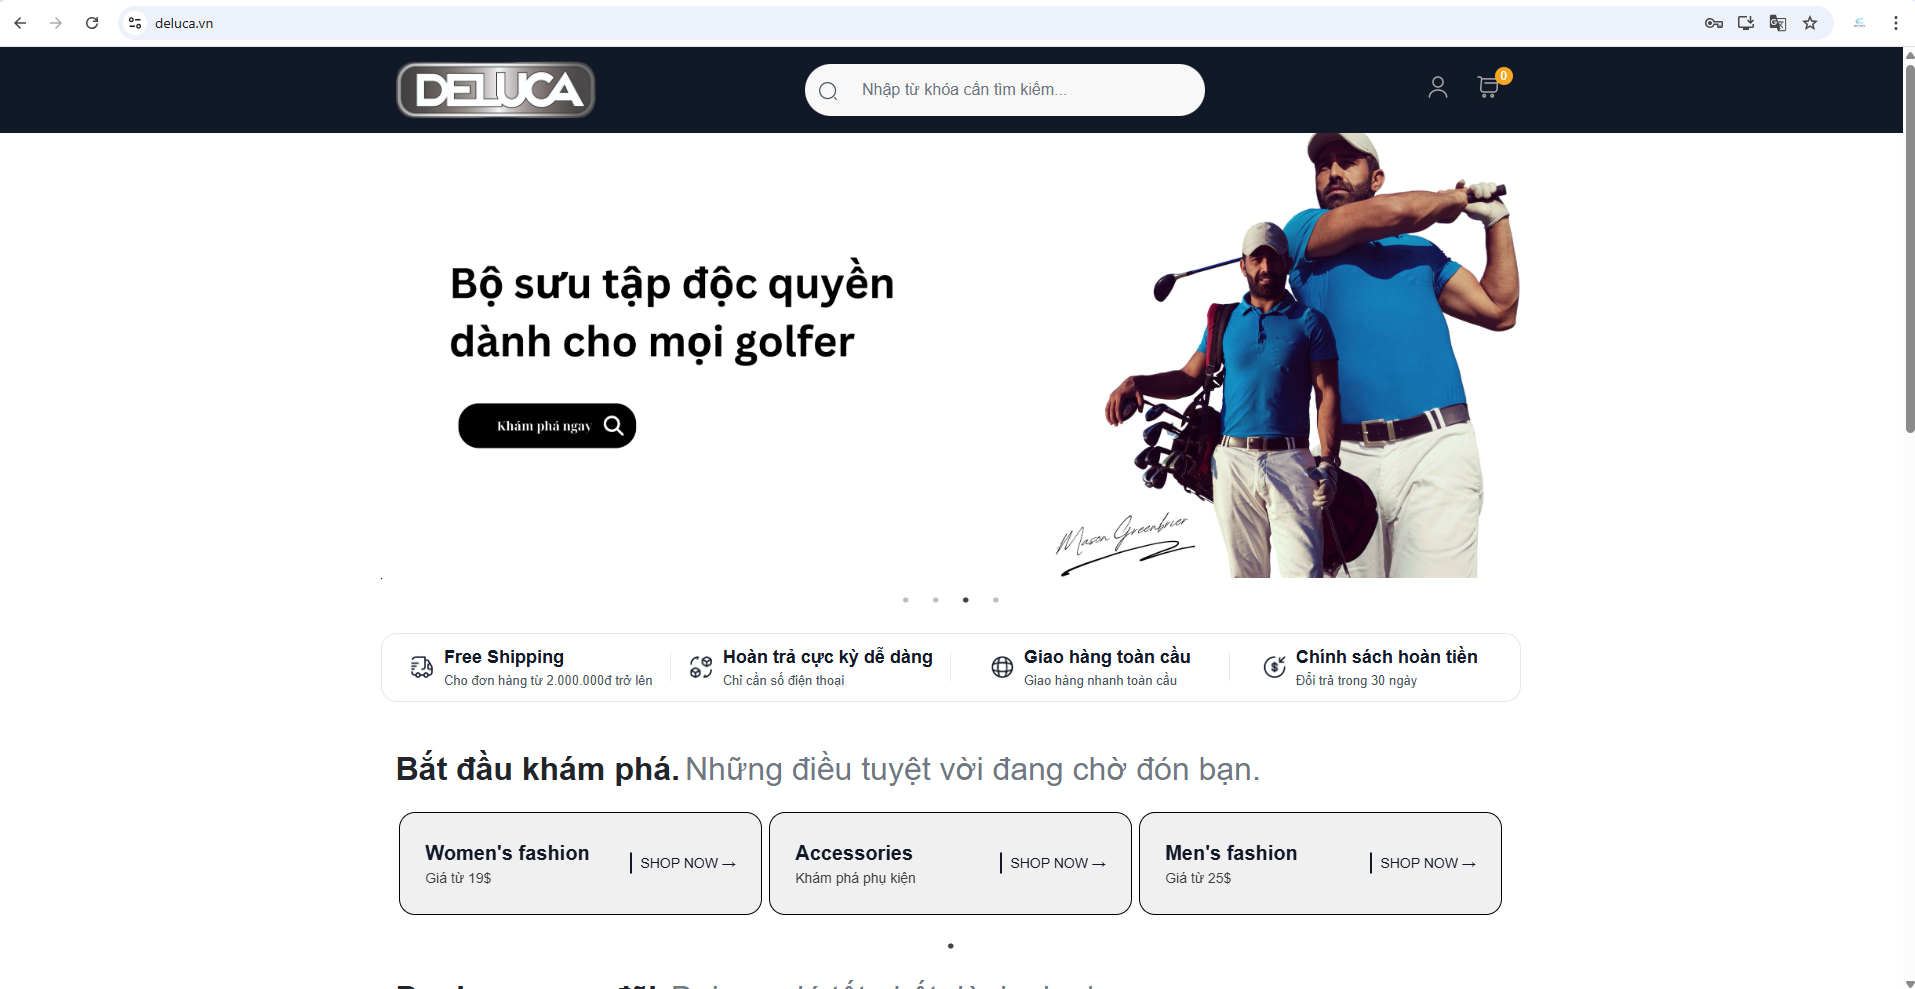 deluca.vn
DELUCA
Nhập từ khóa cần tìm kiếm...
0
Bộ sưu tập độc quyền
dành cho mọi golfer
Khám phá ngay
Mason Greenbrier
Free Shipping
Cho đơn hàng từ 2.000.000đ trở lên
Hoàn trả cực kỳ dễ dàng
Chỉ cần số điện thoại
Giao hàng toàn cầu
Giao hàng nhanh toàn cầu
Chính sách hoàn tiền
Đổi trả trong 30 ngày
Bắt đầu khám phá. Những điều tuyệt vời đang chờ đón bạn.
Women's fashion
Giá từ 19$
SHOP NOW →
Accessories
Khám phá phụ kiện
SHOP NOW →
Men's fashion
Giá từ 25$
SHOP NOW →